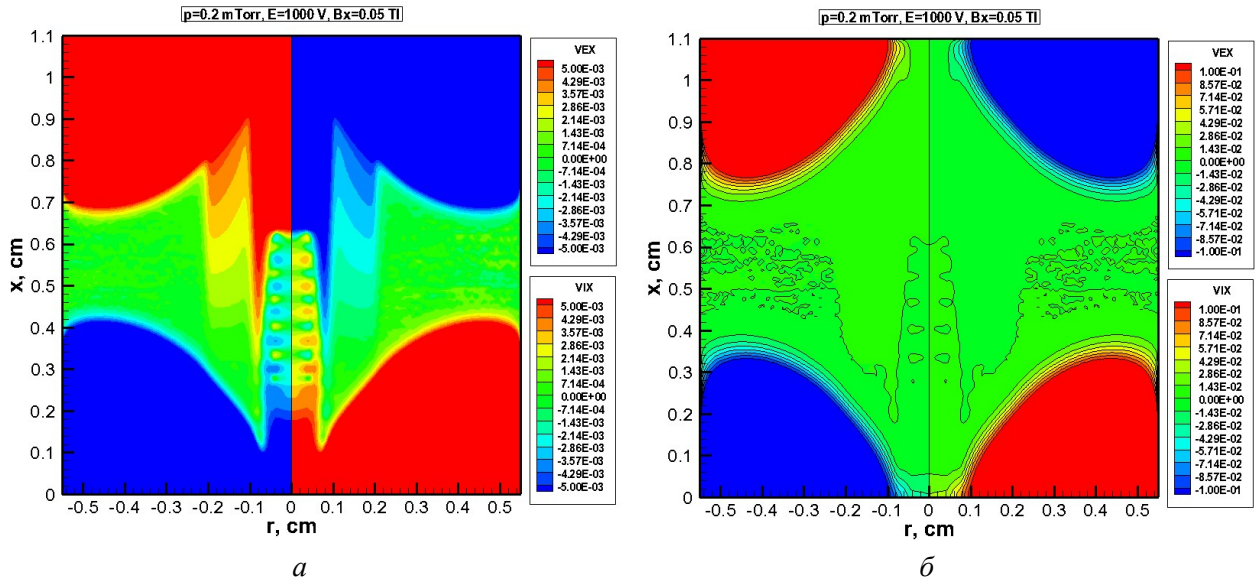 p=0.2 mTorr, E=1000 V, Bx=0.05 Tl
1.1
1
0.9
0.8
0.7
0.6
0.5
0.4
0.3
0.2
0.1
0
x, cm
-0.5 -0.4 -0.3 -0.2 -0.1 0 0.1 0.2 0.3 0.4 0.5
r, cm
VEX
5.00E-03
4.29E-03
3.57E-03
2.86E-03
2.14E-03
1.43E-03
7.14E-04
0.00E+00
-7.14E-04
-1.43E-03
-2.14E-03
-2.86E-03
-3.57E-03
-4.29E-03
-5.00E-03
VIX
5.00E-03
4.29E-03
3.57E-03
2.86E-03
2.14E-03
1.43E-03
7.14E-04
0.00E+00
-7.14E-04
-1.43E-03
-2.14E-03
-2.86E-03
-3.57E-03
-4.29E-03
-5.00E-03
а
p=0.2 mTorr, E=1000 V, Bx=0.05 Tl
1.1
1
0.9
0.8
0.7
0.6
0.5
0.4
0.3
0.2
0.1
0
x, cm
-0.5 -0.4 -0.3 -0.2 -0.1 0 0.1 0.2 0.3 0.4 0.5
r, cm
VEX
1.00E-01
8.57E-02
7.14E-02
5.71E-02
4.29E-02
2.86E-02
1.43E-02
0.00E+00
-1.43E-02
-2.86E-02
-4.29E-02
-5.71E-02
-7.14E-02
-8.57E-02
-1.00E-01
VIX
1.00E-01
8.57E-02
7.14E-02
5.71E-02
4.29E-02
2.86E-02
1.43E-02
0.00E+00
-1.43E-02
-2.86E-02
-4.29E-02
-5.71E-02
-7.14E-02
-8.57E-02
-1.00E-01
б